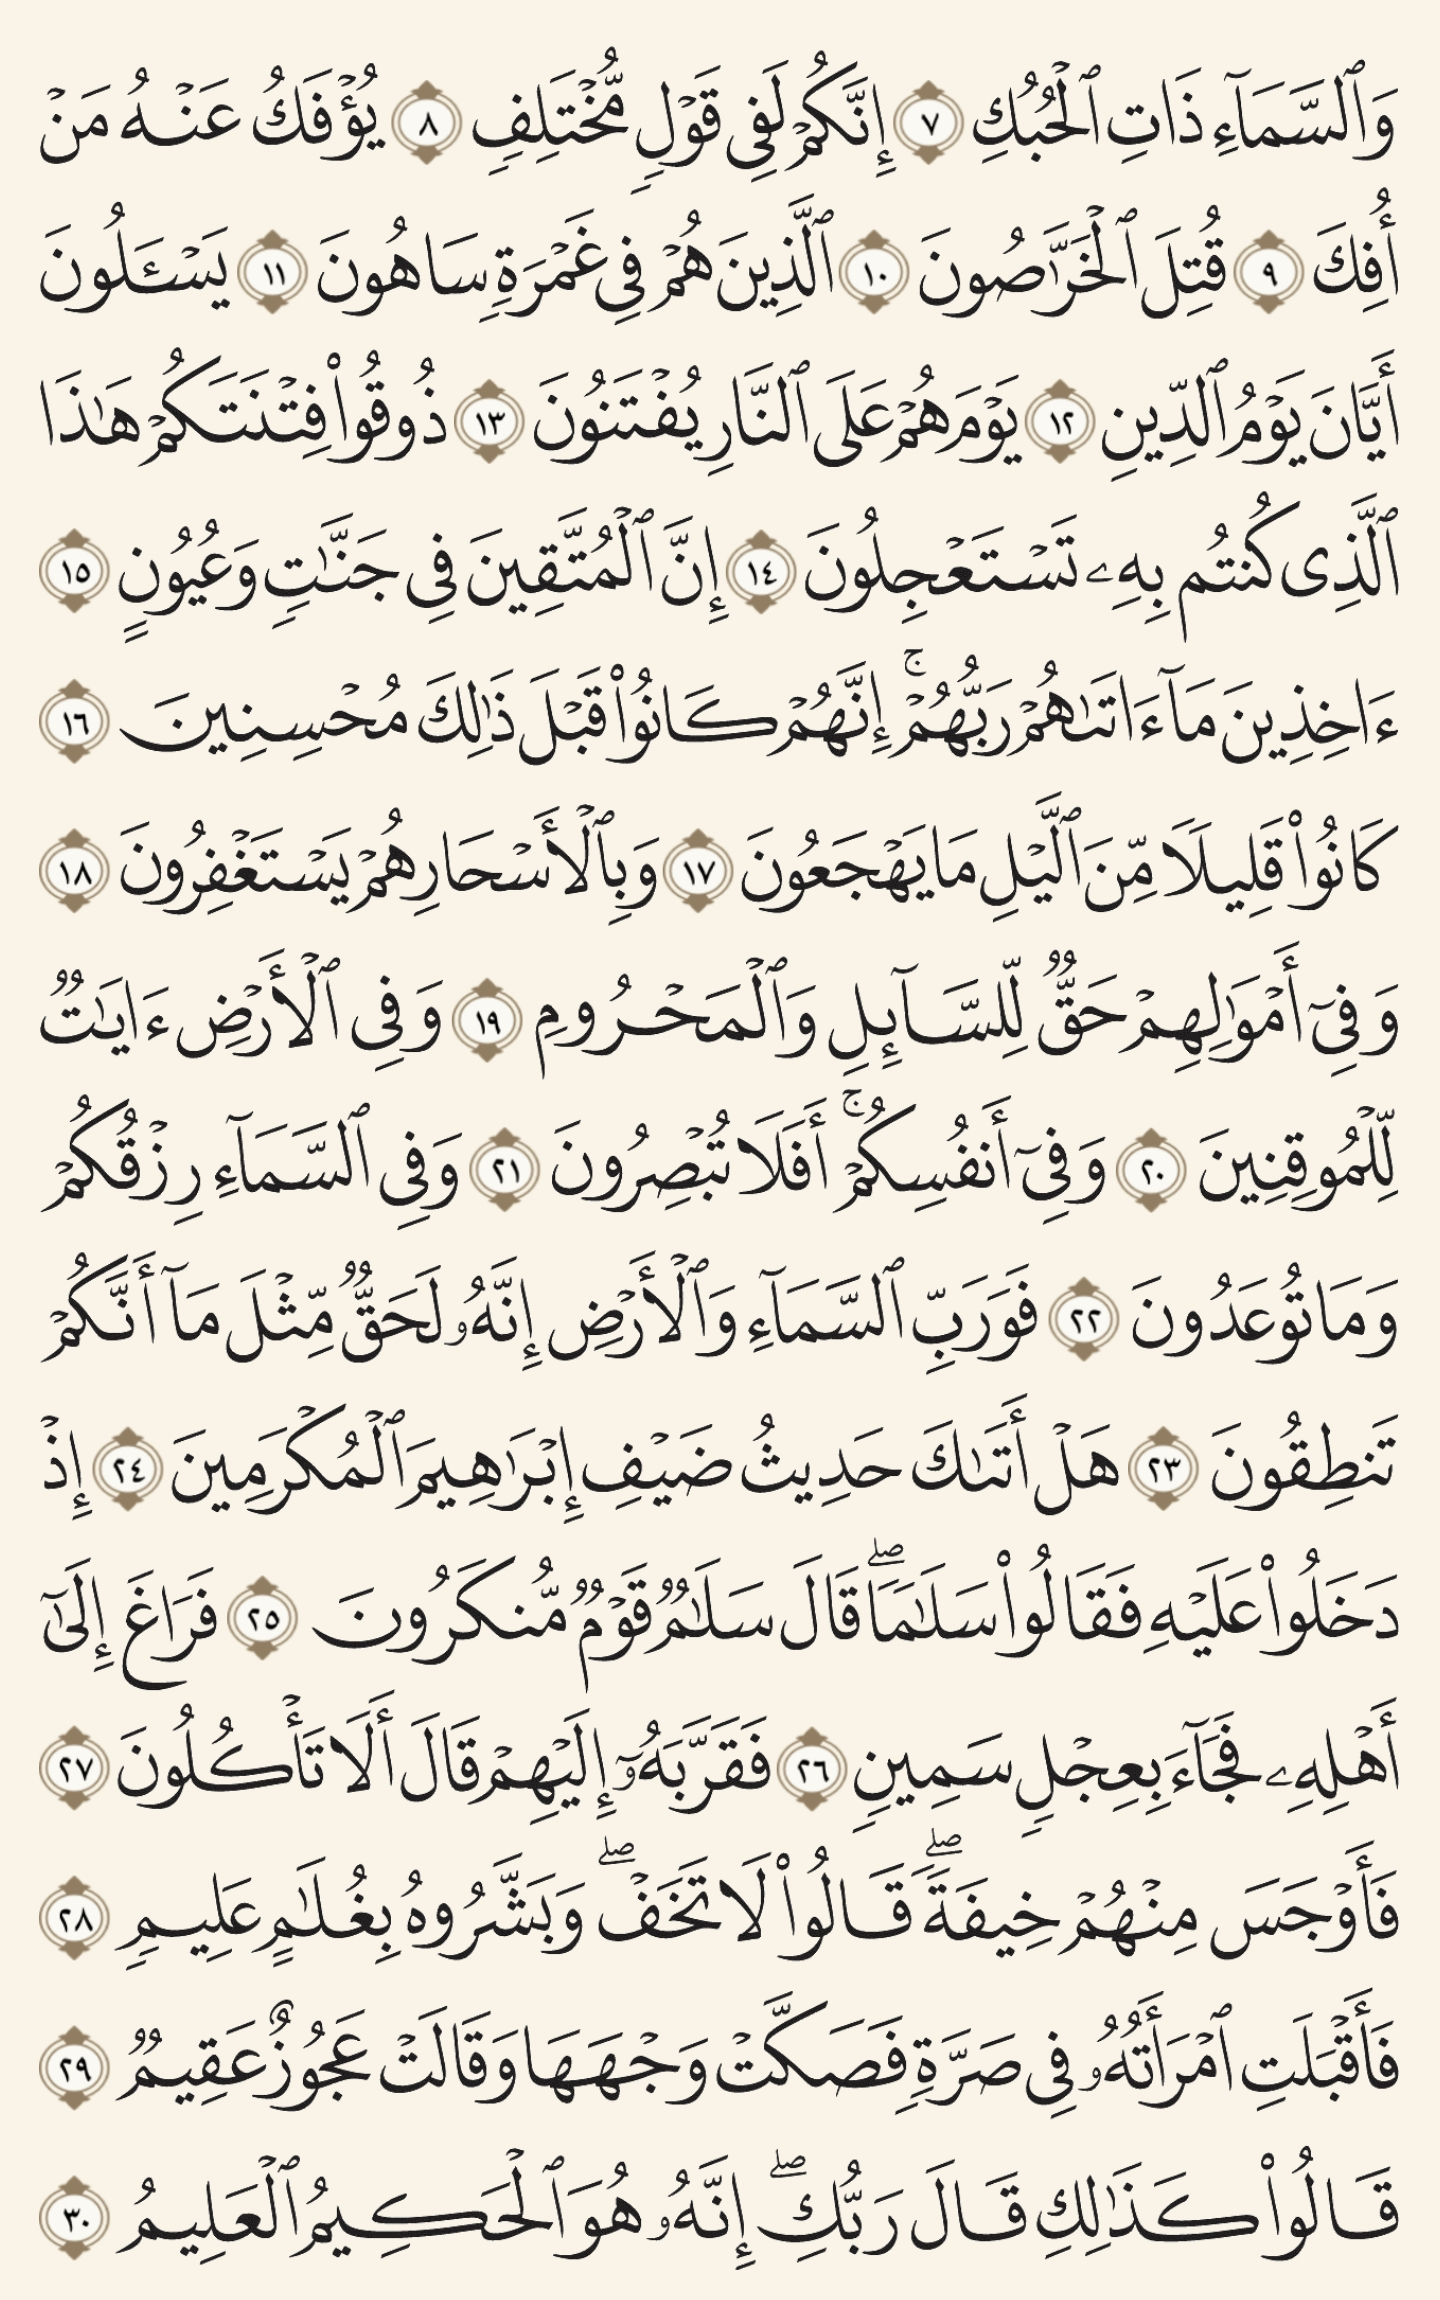 وَٱلسَّمَآءِ ذَاتِ ٱلْحُبُكِ ٧ إِنَّكُمْ لَفِى قَوْلٍ مُّخْتَلِفٍ ٨ يُؤْفَكُ عَنْهُ مَنْ
أُفِكَ ٩ قُتِلَ ٱلْخَرَّٰصُونَ ١٠ ٱلَّذِينَ هُمْ فِى غَمْرَةٍ سَاهُونَ ١١ يَسْـَٔلُونَ
أَيَّانَ يَوْمُ ٱلدِّينِ ١٢ يَوْمَ هُمْ عَلَى ٱلنَّارِ يُفْتَنُونَ ١٣ ذُوقُوا۟ فِتْنَتَكُمْ هَٰذَا
ٱلَّذِى كُنتُم بِهِۦ تَسْتَعْجِلُونَ ١٤ إِنَّ ٱلْمُتَّقِينَ فِى جَنَّٰتٍ وَعُيُونٍ ١٥
ءَاخِذِينَ مَآ ءَاتَىٰهُمْ رَبُّهُمْ ۚ إِنَّهُمْ كَانُوا۟ قَبْلَ ذَٰلِكَ مُحْسِنِينَ ١٦
كَانُوا۟ قَلِيلًا مِّنَ ٱلَّيْلِ مَا يَهْجَعُونَ ١٧ وَبِٱلْأَسْحَارِ هُمْ يَسْتَغْفِرُونَ ١٨
وَفِىٓ أَمْوَٰلِهِمْ حَقٌّ لِّلسَّآئِلِ وَٱلْمَحْرُومِ ١٩ وَفِى ٱلْأَرْضِ ءَايَٰتٌ
لِّلْمُوقِنِينَ ٢٠ وَفِىٓ أَنفُسِكُمْ ۚ أَفَلَا تُبْصِرُونَ ٢١ وَفِى ٱلسَّمَآءِ رِزْقُكُمْ
وَمَا تُوعَدُونَ ٢٢ فَوَرَبِّ ٱلسَّمَآءِ وَٱلْأَرْضِ إِنَّهُۥ لَحَقٌّ مِّثْلَ مَآ أَنَّكُمْ
تَنطِقُونَ ٢٣ هَلْ أَتَىٰكَ حَدِيثُ ضَيْفِ إِبْرَٰهِيمَ ٱلْمُكْرَمِينَ ٢٤ إِذْ
دَخَلُوا۟ عَلَيْهِ فَقَالُوا۟ سَلَٰمًا ۖ قَالَ سَلَٰمٌ قَوْمٌ مُّنكَرُونَ ٢٥ فَرَاغَ إِلَىٰٓ
أَهْلِهِۦ فَجَآءَ بِعِجْلٍ سَمِينٍ ٢٦ فَقَرَّبَهُۥٓ إِلَيْهِمْ قَالَ أَلَا تَأْكُلُونَ ٢٧
فَأَوْجَسَ مِنْهُمْ خِيفَةً ۖ قَالُوا۟ لَا تَخَفْ ۖ وَبَشَّرُوهُ بِغُلَٰمٍ عَلِيمٍ ٢٨
فَأَقْبَلَتِ ٱمْرَأَتُهُۥ فِى صَرَّةٍ فَصَكَّتْ وَجْهَهَا وَقَالَتْ عَجُوزٌ عَقِيمٌ ٢٩
قَالُوا۟ كَذَٰلِكِ قَالَ رَبُّكِ ۖ إِنَّهُۥ هُوَ ٱلْحَكِيمُ ٱلْعَلِيمُ ٣٠